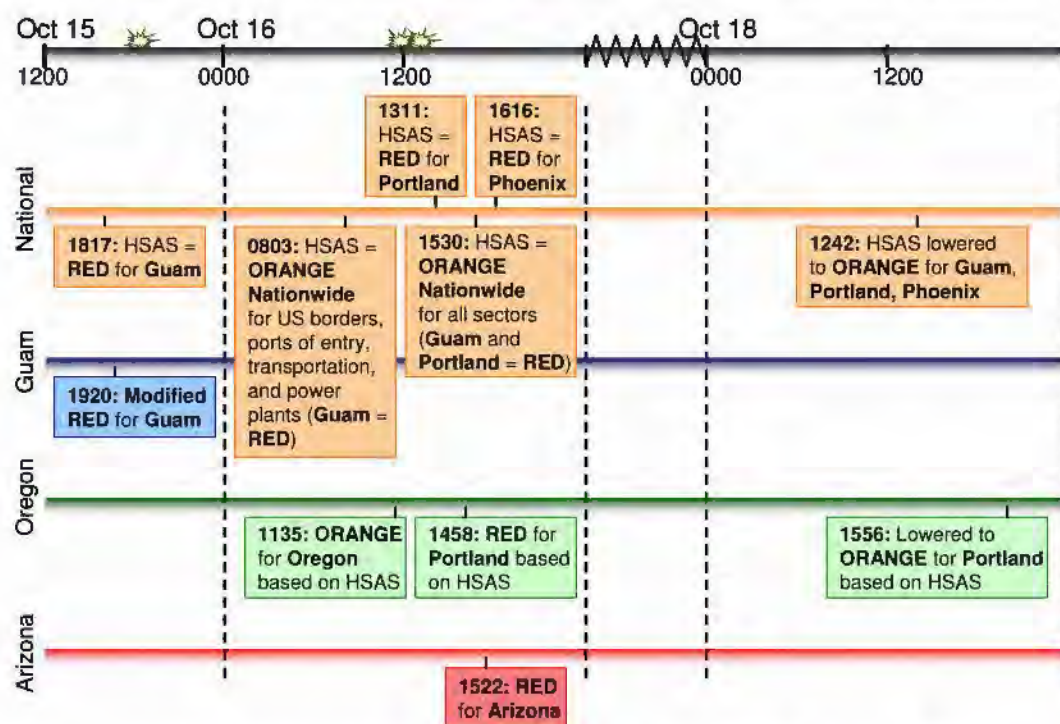 Oct 15
Oct 16
Oct 18
1200
0000
1200
0000
1200
National
1311:
HSAS =
RED for
Portland
1616:
HSAS =
RED for
Phoenix
1817: HSAS =
RED for Guam
0803: HSAS =
ORANGE
Nationwide
for US borders,
ports of entry,
transportation,
and power
plants (Guam =
RED)
1530: HSAS =
ORANGE
Nationwide
for all sectors
(Guam and
Portland = RED)
1242: HSAS lowered
to ORANGE for Guam,
Portland, Phoenix
Guam
1920: Modified
RED for Guam
Oregon
1135: ORANGE
for Oregon
based on HSAS
1458: RED for
Portland based
on HSAS
1556: Lowered to
ORANGE tor Portland
based on HSAS
Arizona
1522: RED
for Arizona